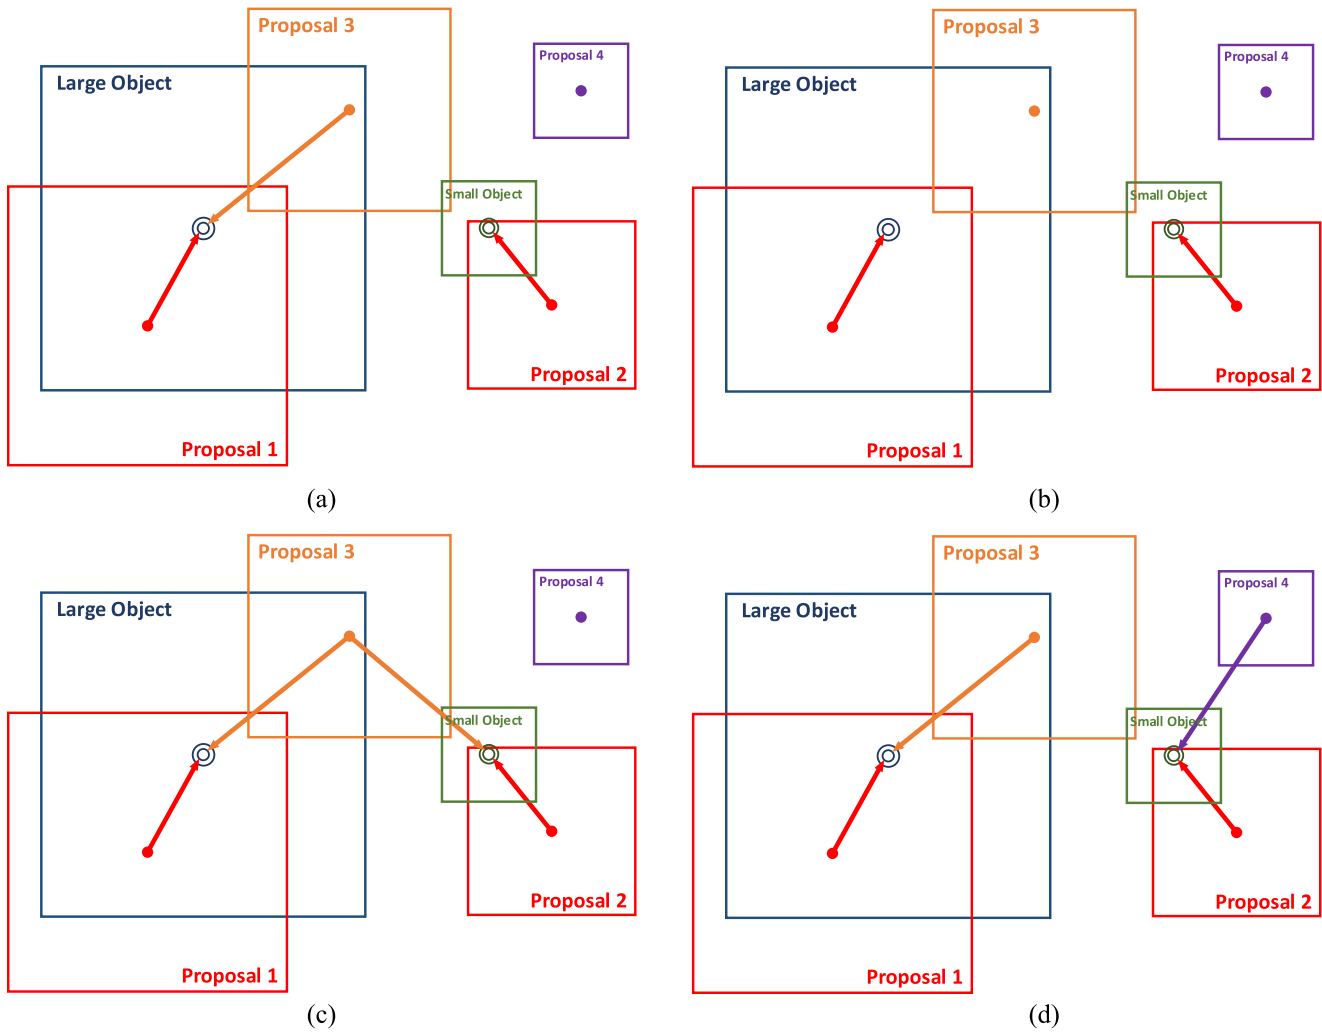 Proposal 3
Proposal 4
Large Object
Small Object
Proposal 2
Proposal 1
(a)
Proposal 3
Proposal 4
Large Object
Small Object
Proposal 2
Proposal 1
(b)
Proposal 3
Proposal 4
Large Object
Small Object
Proposal 2
Proposal 1
(c)
Proposal 3
Proposal 4
Large Object
Small Object
Proposal 2
Proposal 1
(d)